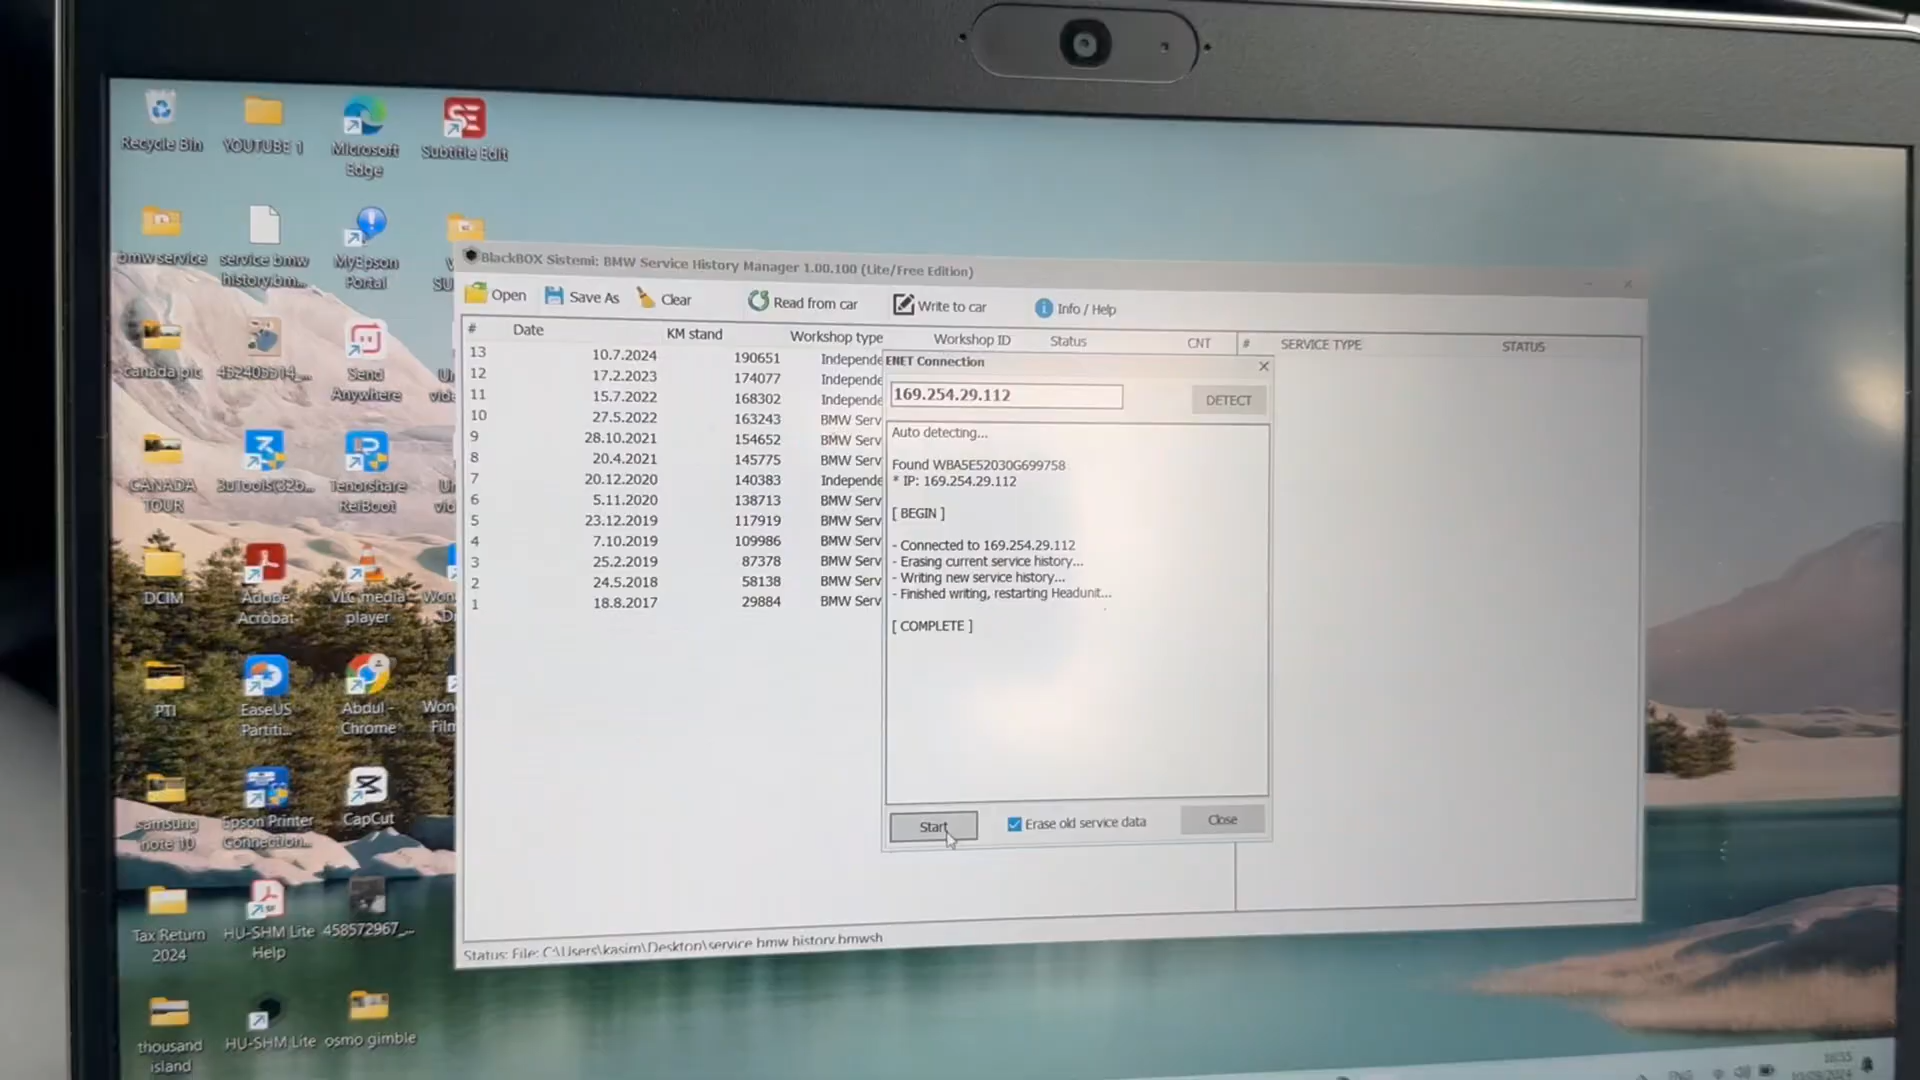 Recycle Bin
YOUTUBE 1
Microsoft Edge
Subtitle Edit
bmw service
service bmw history.bm...
MyEpson Portal
canada pic
452405514_...
Send Anywhere
CANADA TOUR
3uTools(32b...
Tenorshare ReiBoot
DCIM
Adobe Acrobat
VLC media player
PTI
EaseUS Partiti...
Abdul - Chrome
samsung note 10
Epson Printer Connection...
CapCut
Tax Return 2024
HU-SHM Lite Help
458572967_...
thousand island
HU-SHM Lite
osmo gimble
BlackBOX Sistemi: BMW Service History Manager 1.00.100 (Lite/Free Edition)
Open Save As Clear Read from car Write to car Info / Help
# Date KM stand Workshop type Workshop ID Status CNT # SERVICE TYPE STATUS
13 10.7.2024 190651 Independe
12 17.2.2023 174077 Independe
11 15.7.2022 168302 Independe
10 27.5.2022 163243 BMW Serv
9 28.10.2021 154652 BMW Serv
8 20.4.2021 145775 BMW Serv
7 20.12.2020 140383 Independe
6 5.11.2020 138713 BMW Serv
5 23.12.2019 117919 BMW Serv
4 7.10.2019 109986 BMW Serv
3 25.2.2019 87378 BMW Serv
2 24.5.2018 58138 BMW Serv
1 18.8.2017 29884 BMW Serv
ENET Connection
169.254.29.112
DETECT
Auto detecting...
Found WBA5E52030G699758
* IP: 169.254.29.112
[ BEGIN ]
- Connected to 169.254.29.112
- Erasing current service history...
- Writing new service history...
- Finished writing, restarting Headunit...
[ COMPLETE ]
Start Erase old service data Close
Status: File: C:\Users\kasim\Desktop\service bmw history.bmwsh
ENG
16:35